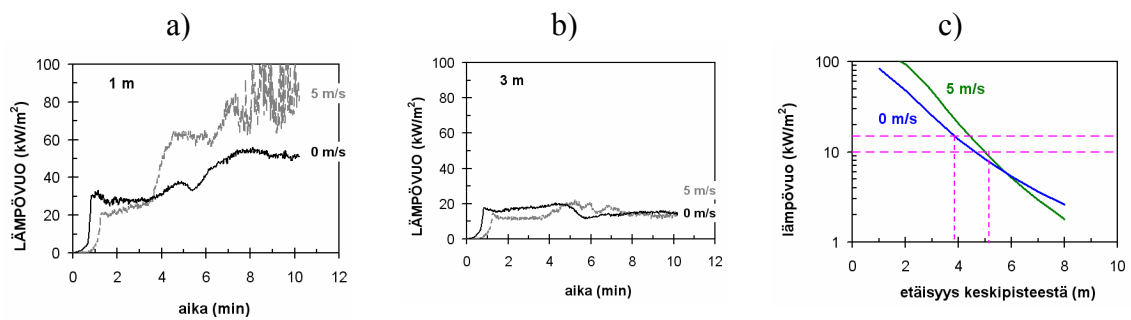 a)
1 m
5 m/s
0 m/s
LÄMPÖVUO (kW/m²)
100
80
60
40
20
0
0 2 4 6 8 10 12
aika (min)
b)
3 m
5 m/s
0 m/s
LÄMPÖVUO (kW/m²)
100
80
60
40
20
0
0 2 4 6 8 10 12
aika (min)
c)
5 m/s
0 m/s
lämpövuo (kW/m²)
100
10
1
0 2 4 6 8 10
etäisyys keskipisteestä (m)